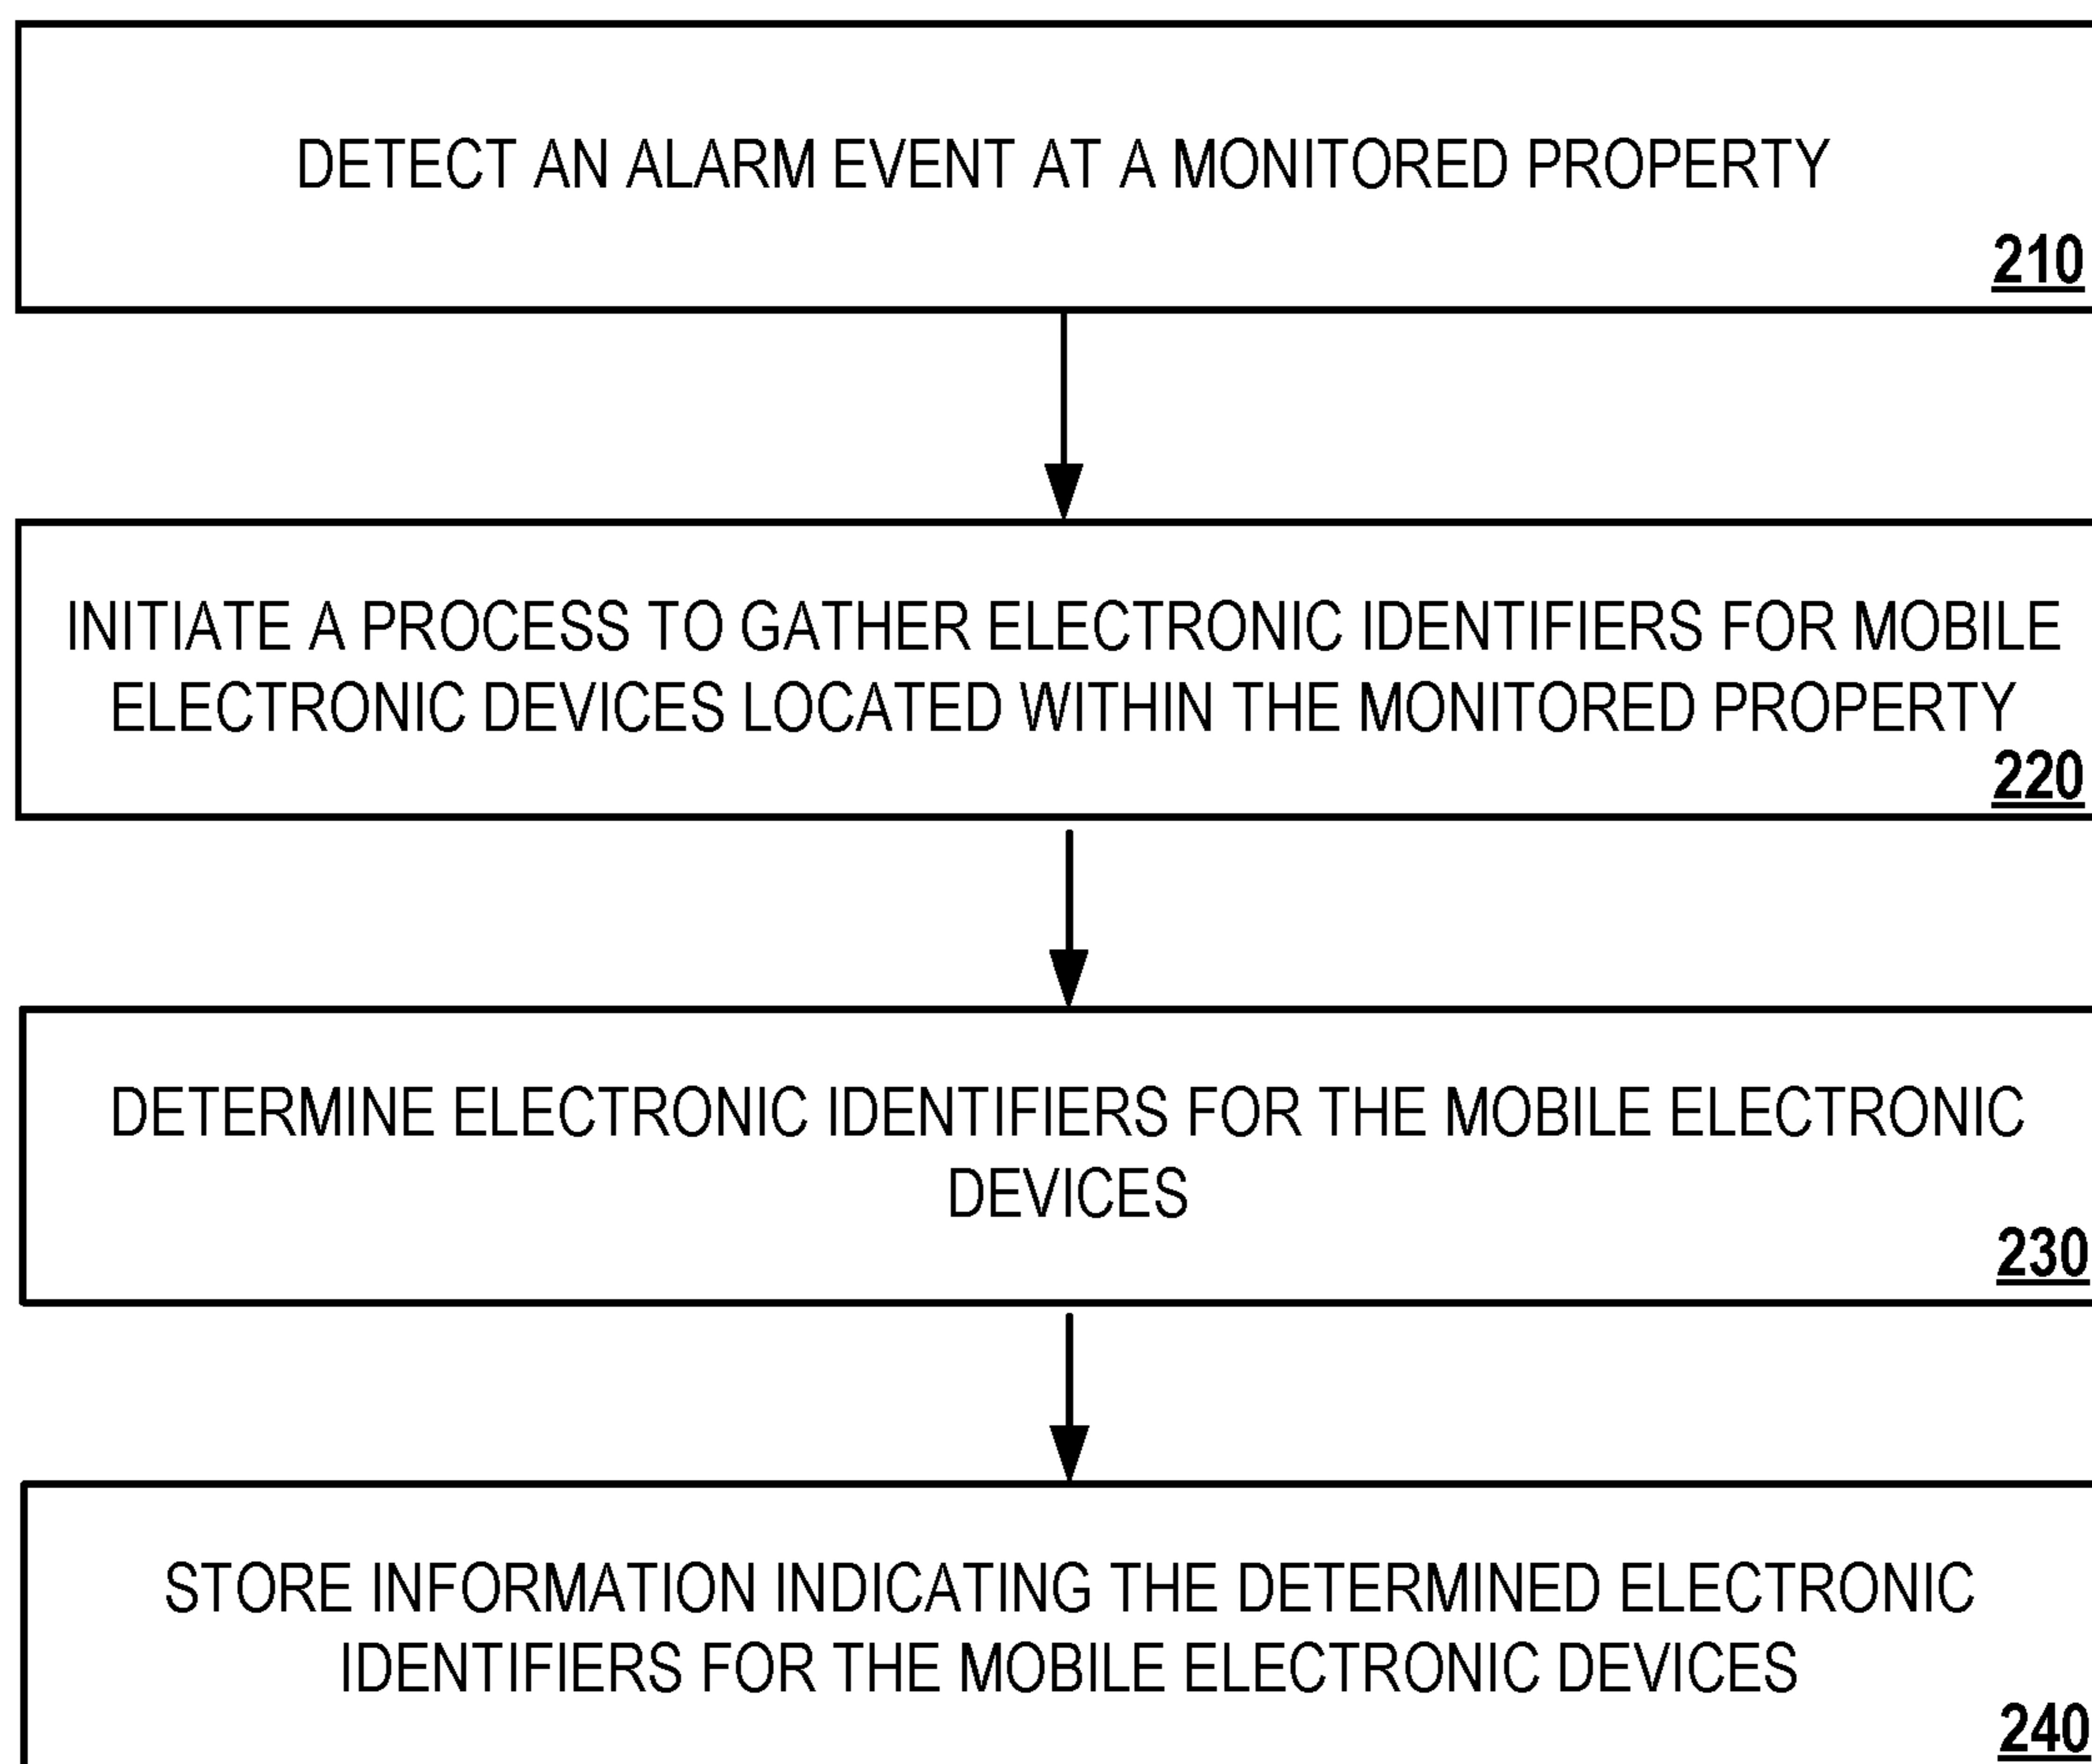 DETECT AN ALARM EVENT AT A MONITORED PROPERTY
210
INITIATE A PROCESS TO GATHER ELECTRONIC IDENTIFIERS FOR MOBILE
ELECTRONIC DEVICES LOCATED WITHIN THE MONITORED PROPERTY
220
DETERMINE ELECTRONIC IDENTIFIERS FOR THE MOBILE ELECTRONIC
DEVICES
230
STORE INFORMATION INDICATING THE DETERMINED ELECTRONIC
IDENTIFIERS FOR THE MOBILE ELECTRONIC DEVICES
240